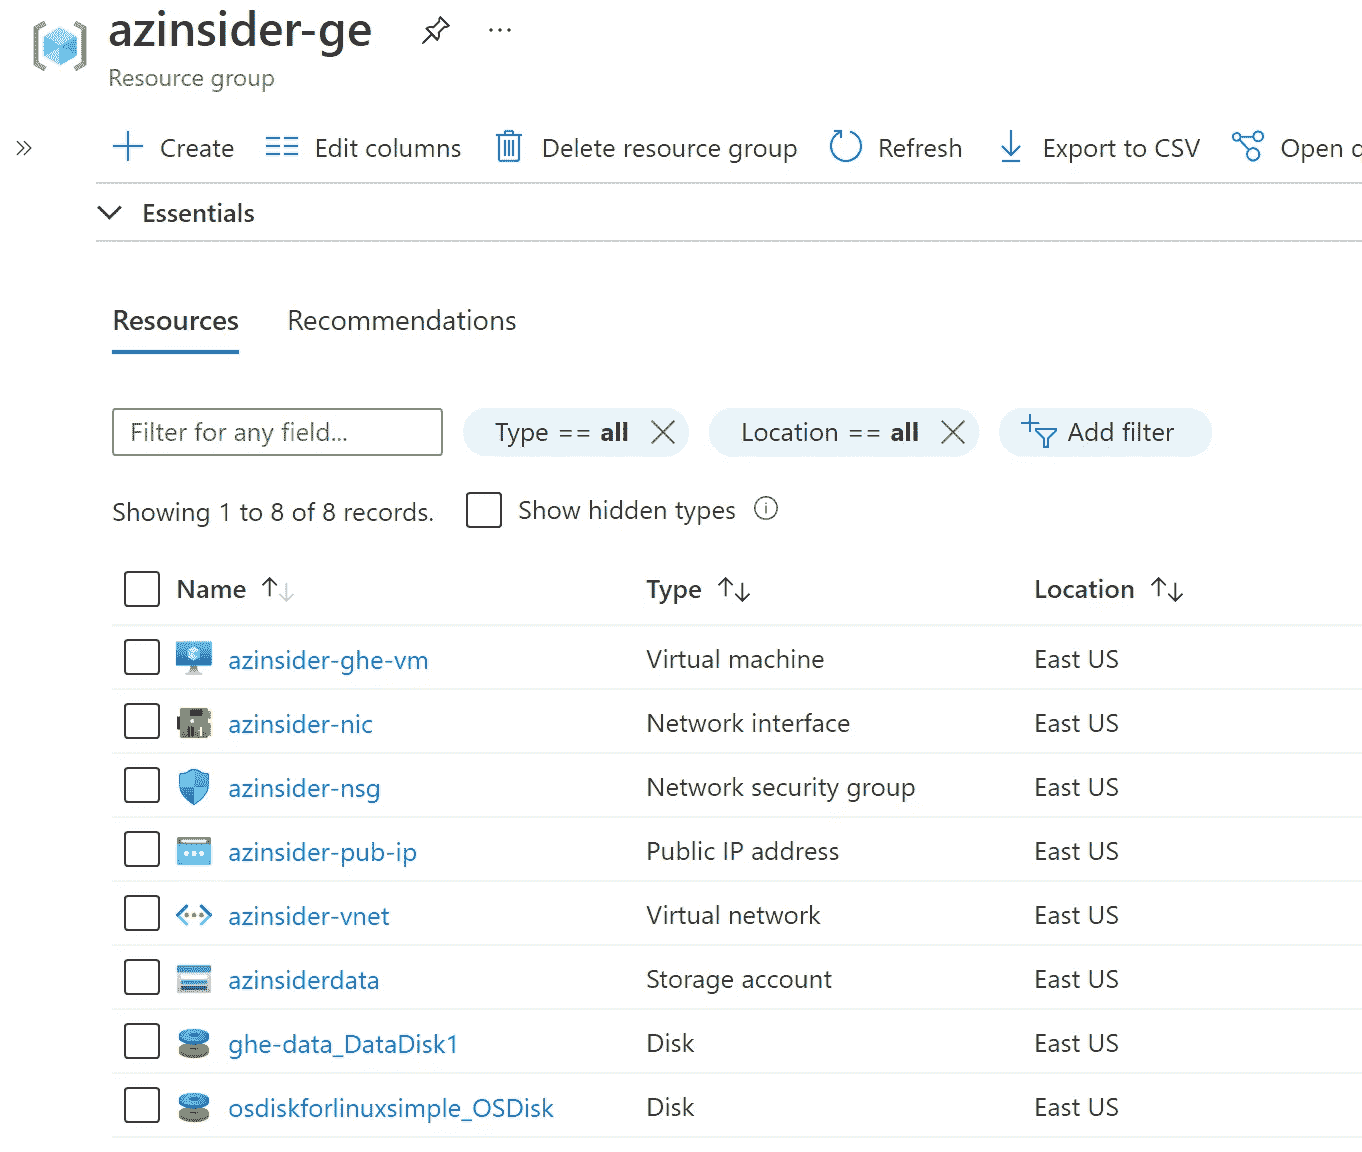 azinsider-ge
Resource group
Create Edit columns Delete resource group Refresh Export to CSV Open
Essentials
Resources Recommendations
Filter for any field... Type == all Location == all Add filter
Showing 1 to 8 of 8 records. Show hidden types
Name Type Location
azinsider-ghe-vm Virtual machine East US
azinsider-nic Network interface East US
azinsider-nsg Network security group East US
azinsider-pub-ip Public IP address East US
azinsider-vnet Virtual network East US
azinsiderdata Storage account East US
ghe-data_DataDisk1 Disk East US
osdiskforlinuxsimple_OSDisk Disk East US